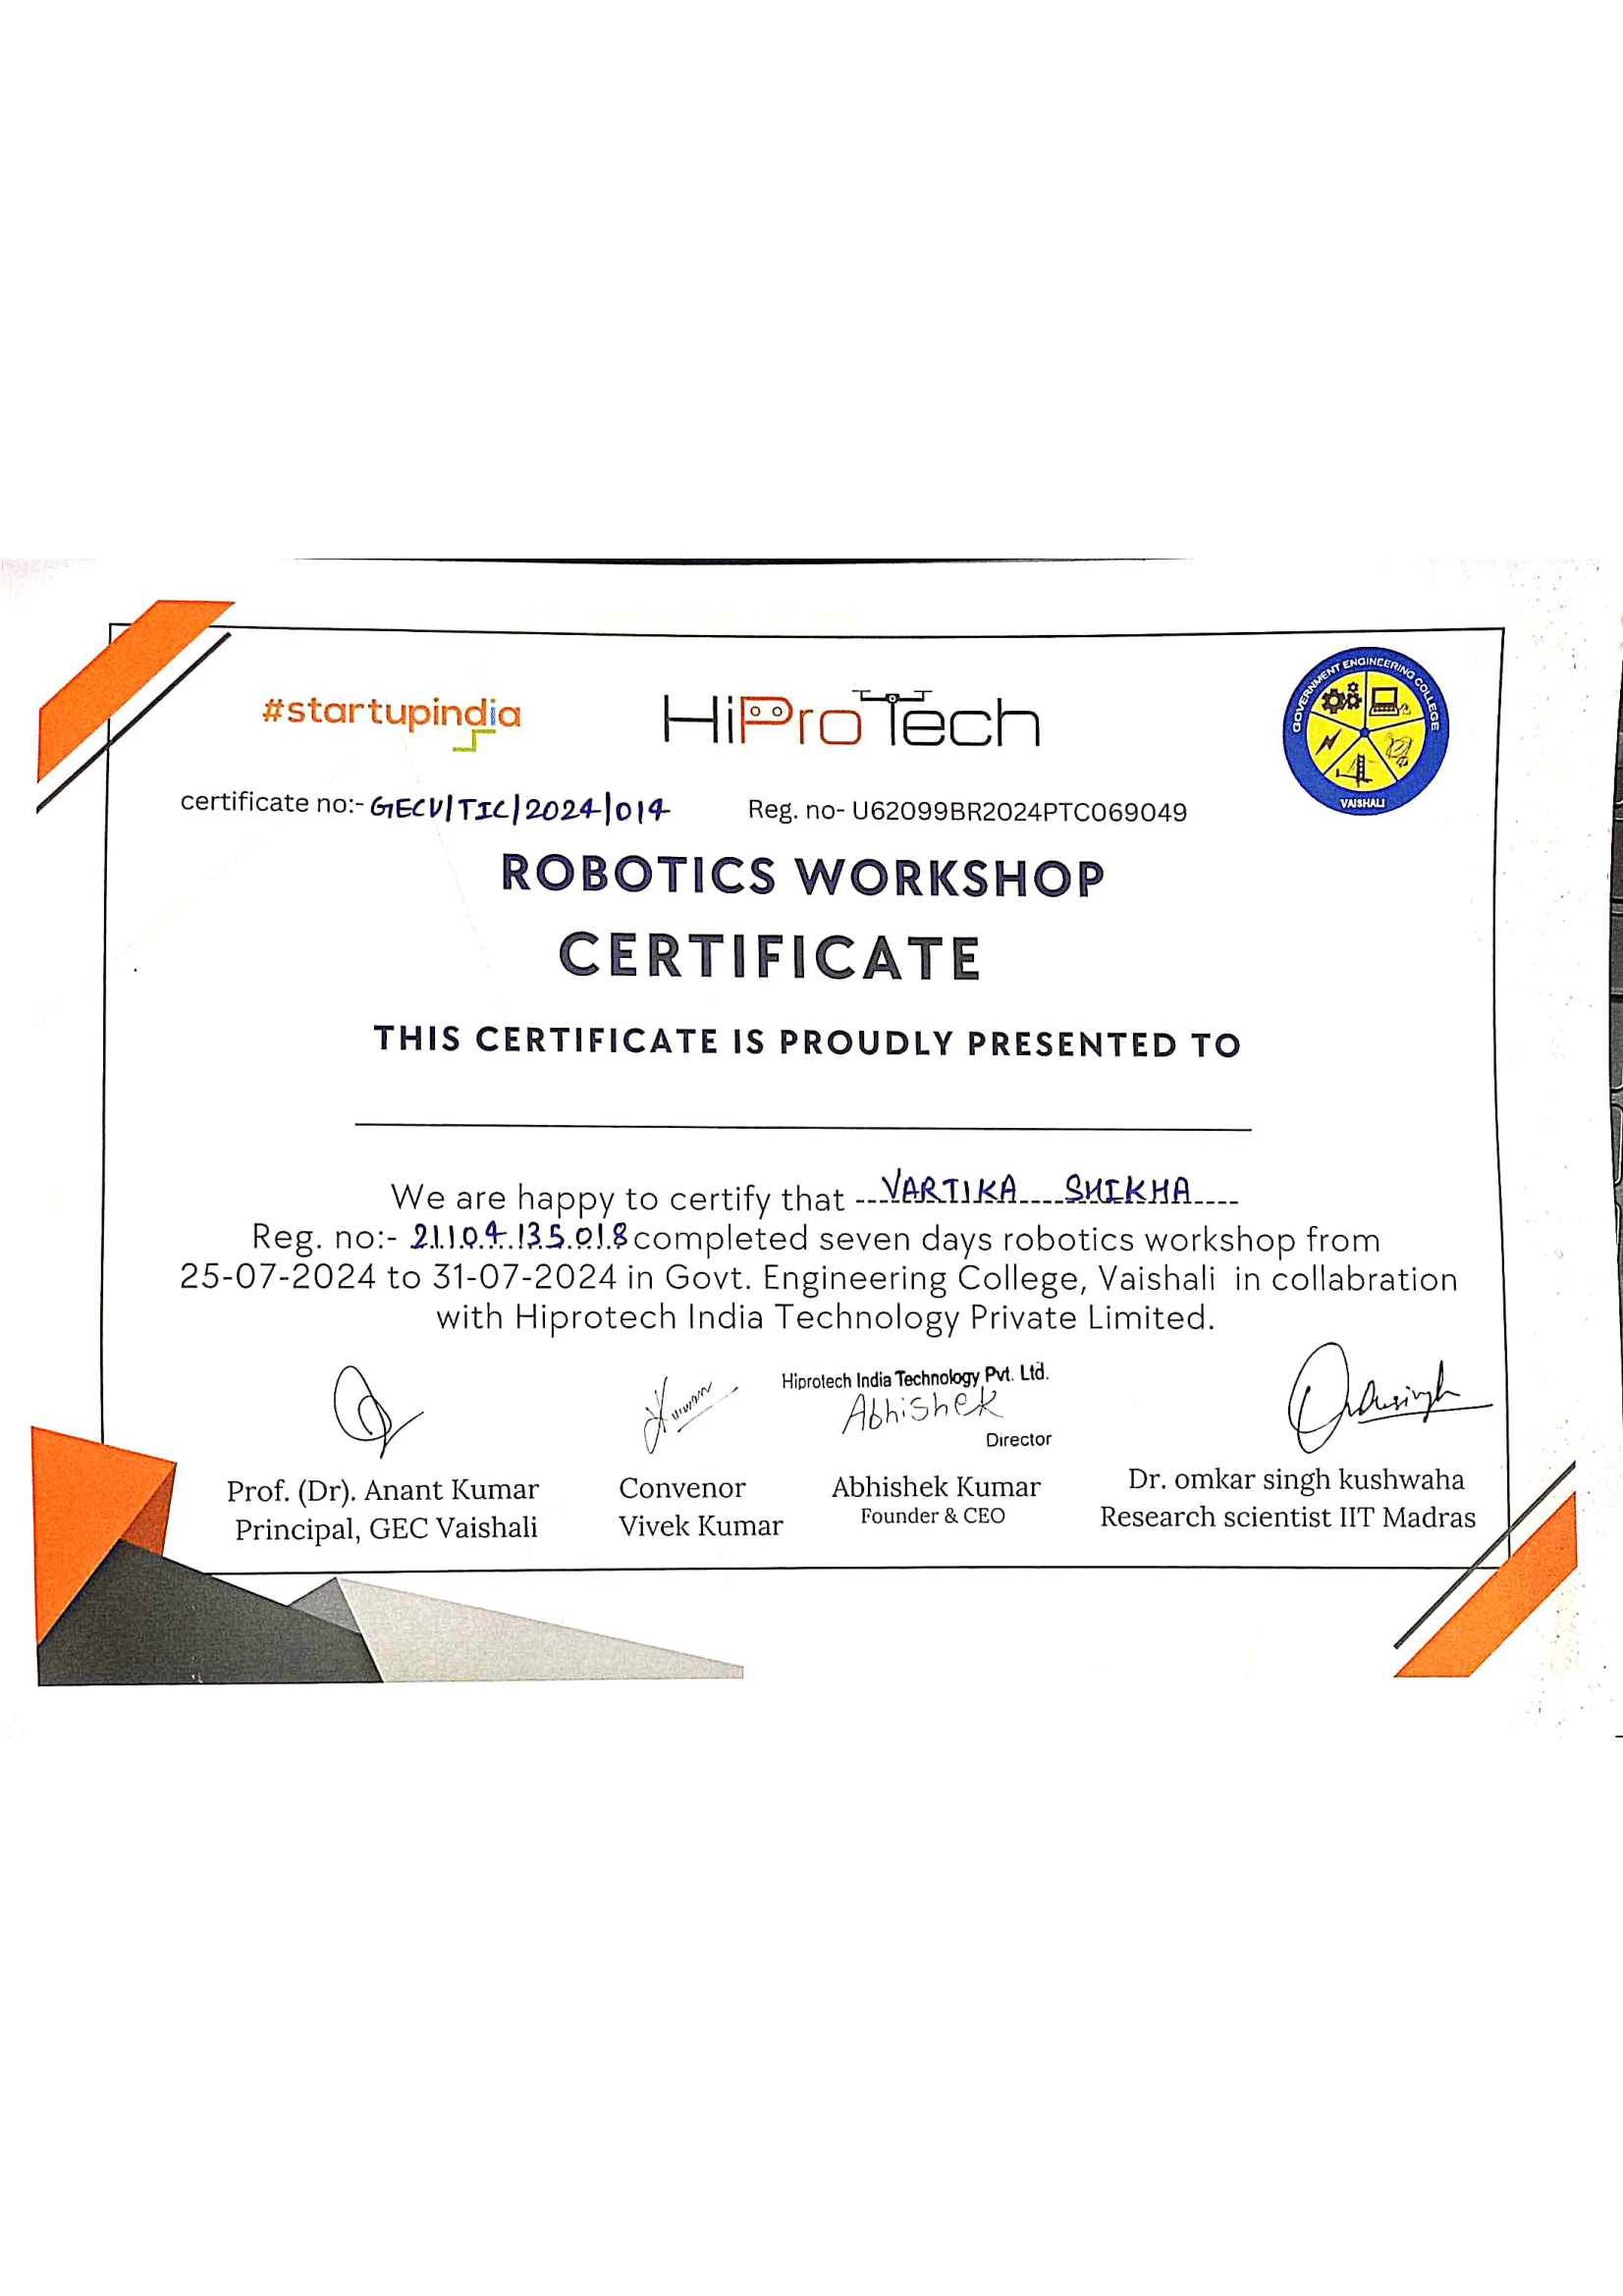 #startupindia
HiProTech
GOVERNMENT ENGINEERING COLLEGE
VAISHALI
certificate no:- GECV/TIC/2024/014
Reg. no- U62099BR2024PTC069049
ROBOTICS WORKSHOP
CERTIFICATE
THIS CERTIFICATE IS PROUDLY PRESENTED TO
We are happy to certify that VARTIKA SHIKHA
Reg. no:- 21104135018 completed seven days robotics workshop from
25-07-2024 to 31-07-2024 in Govt. Engineering College, Vaishali in collabration
with Hiprotech India Technology Private Limited.
Hiprotech India Technology Pvt. Ltd.
Abhishek
Director
Prof. (Dr). Anant Kumar
Principal, GEC Vaishali
Convenor
Vivek Kumar
Abhishek Kumar
Founder & CEO
Dr. omkar singh kushwaha
Research scientist IIT Madras